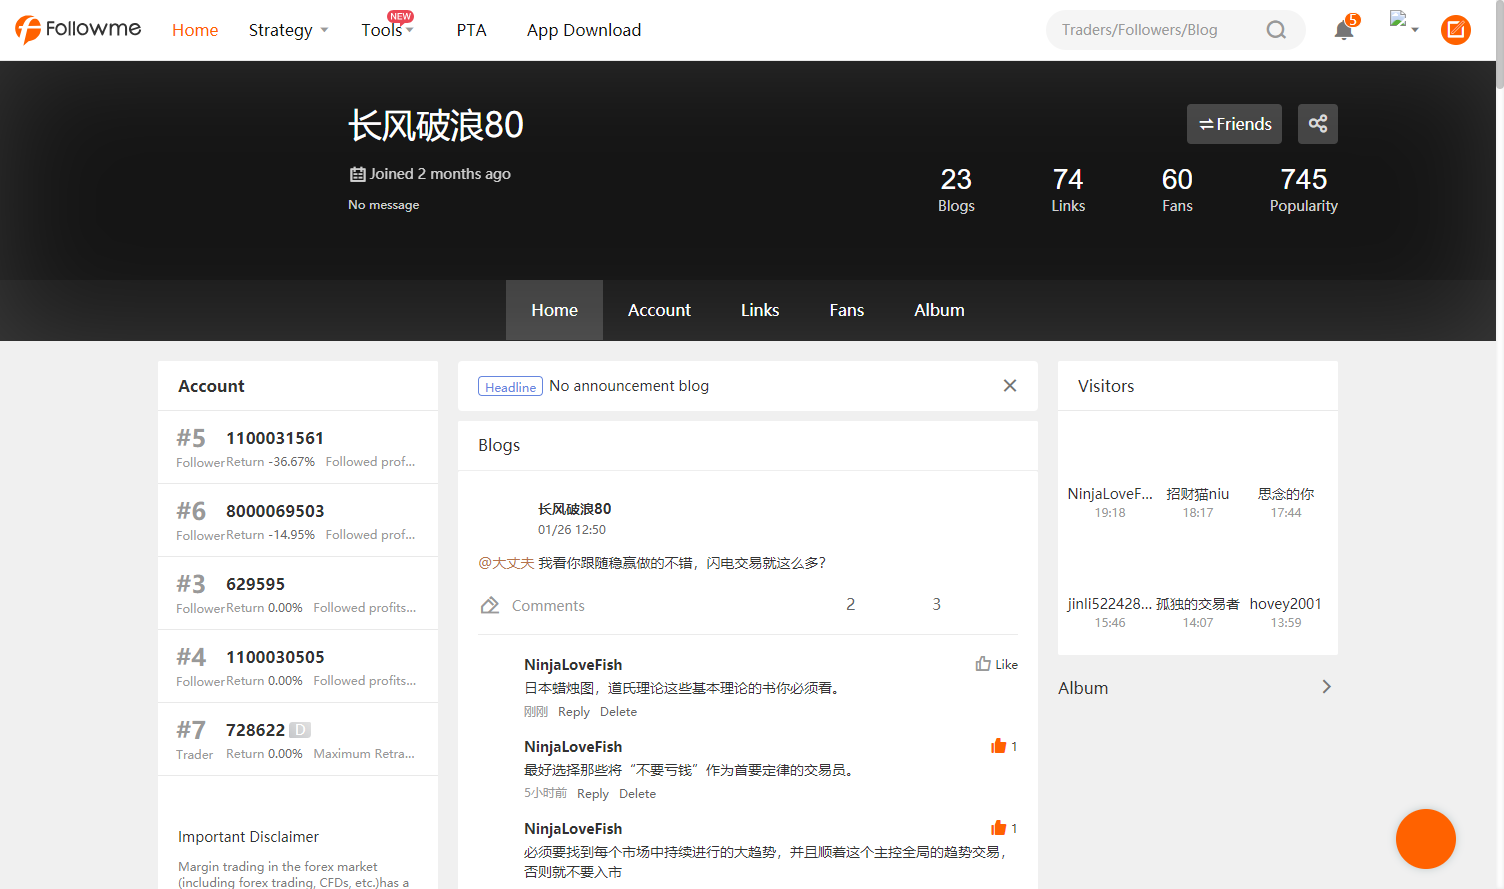 Followme
Home
Strategy
Tools
NEW
PTA
App Download
Traders/Followers/Blog
5
长风破浪80
Friends
Joined 2 months ago
No message
23
Blogs
74
Links
60
Fans
745
Popularity
Home
Account
Links
Fans
Album
Account
#5 1100031561
Follower Return -36.67% Followed prof...
#6 8000069503
Follower Return -14.95% Followed prof...
#3 629595
Follower Return 0.00% Followed profits...
#4 1100030505
Follower Return 0.00% Followed profits...
#7 728622 D
Trader Return 0.00% Maximum Retra...
Important Disclaimer
Margin trading in the forex market
(including forex trading, CFDs, etc.)has a
Headline No announcement blog
Blogs
长风破浪80
01/26 12:50
@大丈夫 我看你跟随稳赢做的不错，闪电交易就这么多?
Comments 2 3
NinjaLoveFish Like
日本蜡烛图，道氏理论这些基本理论的书你必须看。
刚刚 Reply Delete
NinjaLoveFish 1
最好选择那些将“不要亏钱”作为首要定律的交易员。
5小时前 Reply Delete
NinjaLoveFish 1
必须要找到每个市场中持续进行的大趋势，并且顺着这个主控全局的趋势交易，
否则就不要入市
Visitors
NinjaLoveF... 招财猫niu 思念的你
19:18 18:17 17:44
jinli522428... 孤独的交易者 hovey2001
15:46 14:07 13:59
Album